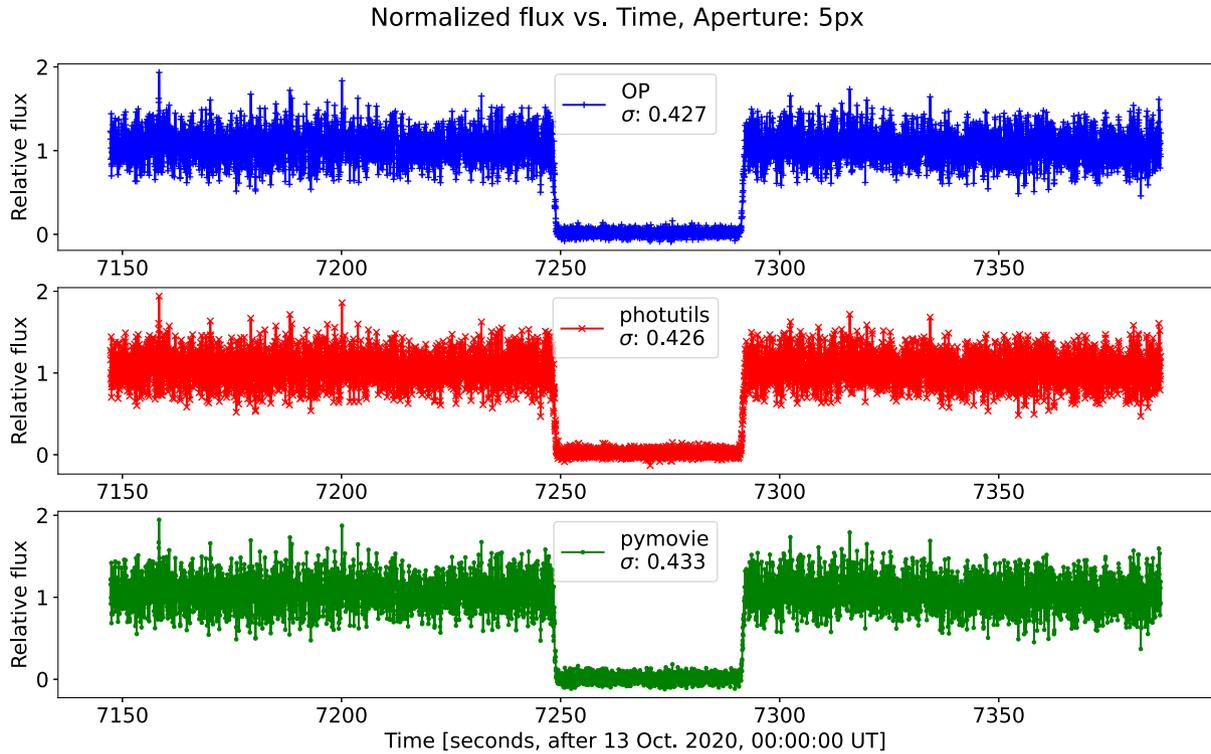 Normalized flux vs. Time, Aperture: 5px
2
1
0
Relative flux
OP
σ: 0.427
7150 7200 7250 7300 7350
2
1
0
Relative flux
photutils
σ: 0.426
7150 7200 7250 7300 7350
2
1
0
Relative flux
pymovie
σ: 0.433
7150 7200 7250 7300 7350
Time [seconds, after 13 Oct. 2020, 00:00:00 UT]